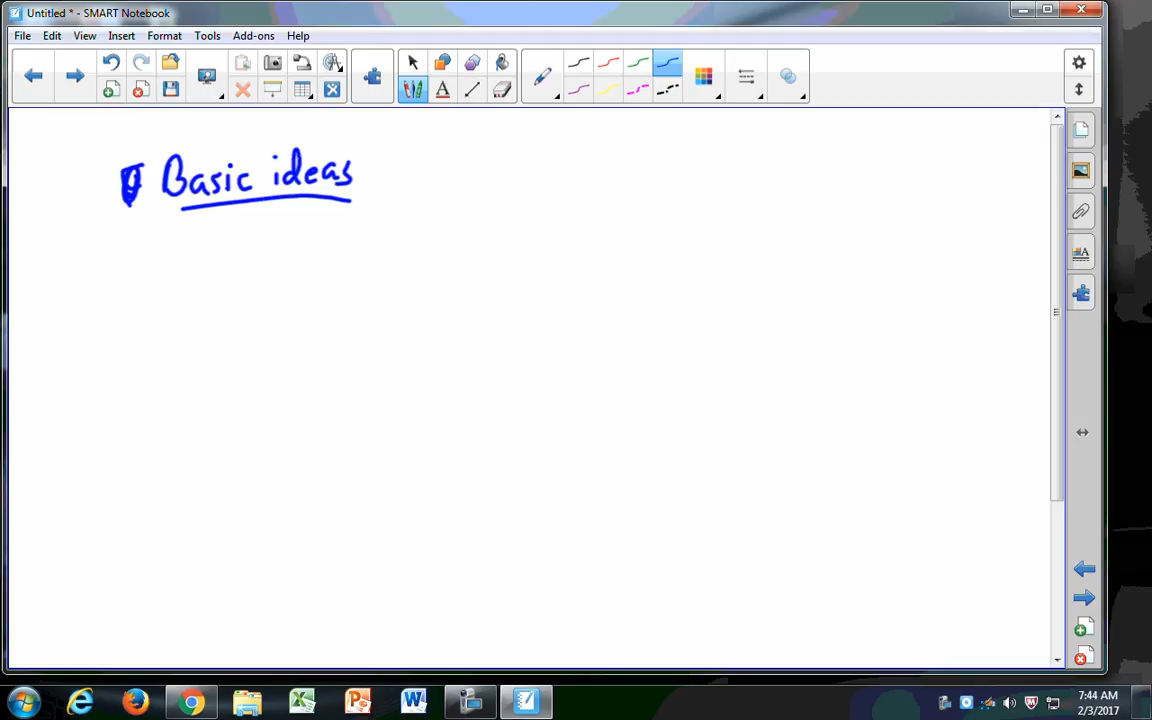 Untitled * - SMART Notebook
File Edit View Insert Format Tools Add-ons Help
Basic ideas
7:44 AM
2/3/2017